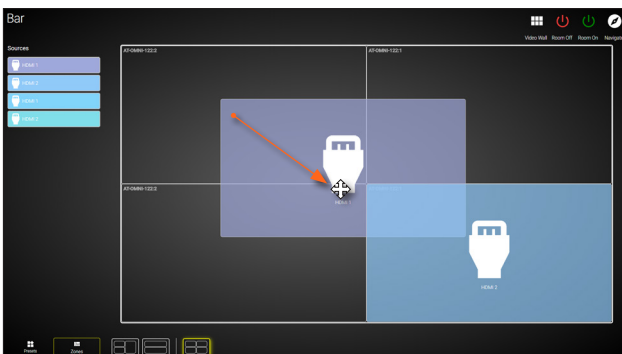 Bar
Video Wall Room Off Room On Navigate
Sources
HDMI 1
HDMI 2
HDMI 1
HDMI 2
AT-OMNI-122:2
AT-OMNI-122:1
AT-OMNI-122:2
HDMI 1
HDMI 2
Presets
Zones